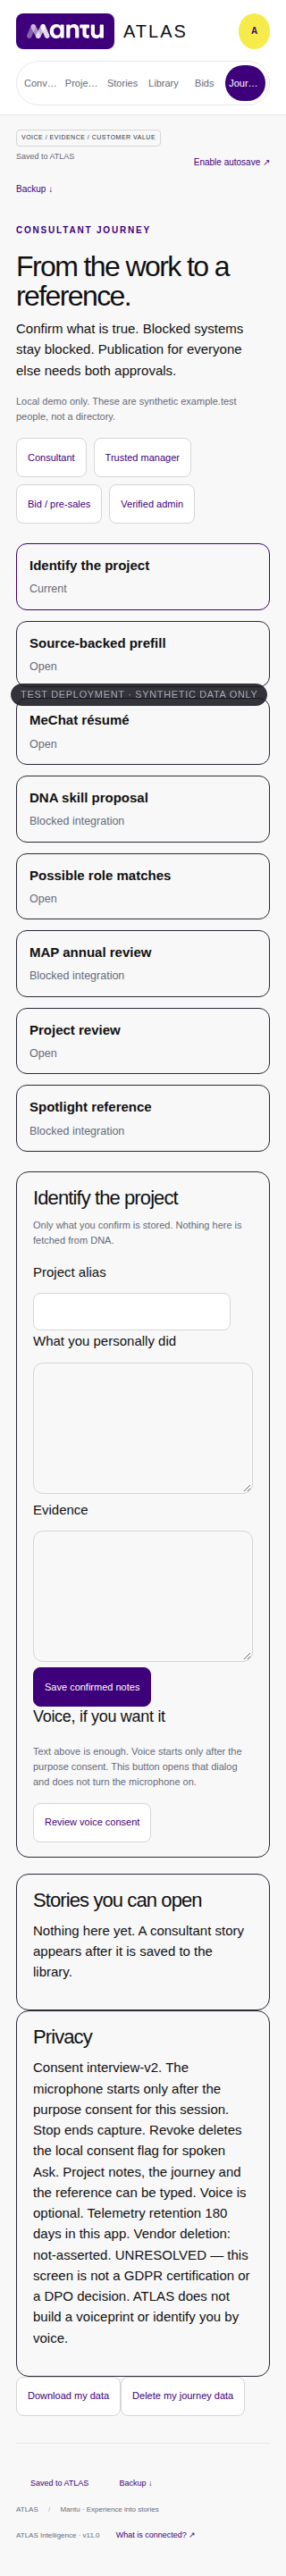 mantu ATLAS A
Conv… Proje… Stories Library Bids Jour…
VOICE / EVIDENCE / CUSTOMER VALUE
Saved to ATLAS
Enable autosave ↗
Backup ↓
CONSULTANT JOURNEY
From the work to a
reference.
Confirm what is true. Blocked systems
stay blocked. Publication for everyone
else needs both approvals.
Local demo only. These are synthetic example.test
people, not a directory.
Consultant Trusted manager
Bid / pre-sales Verified admin
Identify the project
Current
Source-backed prefill
Open
TEST DEPLOYMENT · SYNTHETIC DATA ONLY
MeChat résumé
Open
DNA skill proposal
Blocked integration
Possible role matches
Open
MAP annual review
Blocked integration
Project review
Open
Spotlight reference
Blocked integration
Identify the project
Only what you confirm is stored. Nothing here is
fetched from DNA.
Project alias
What you personally did
Evidence
Save confirmed notes
Voice, if you want it
Text above is enough. Voice starts only after the
purpose consent. This button opens that dialog
and does not turn the microphone on.
Review voice consent
Stories you can open
Nothing here yet. A consultant story
appears after it is saved to the
library.
Privacy
Consent interview-v2. The
microphone starts only after the
purpose consent for this session.
Stop ends capture. Revoke deletes
the local consent flag for spoken
Ask. Project notes, the journey and
the reference can be typed. Voice is
optional. Telemetry retention 180
days in this app. Vendor deletion:
not-asserted. UNRESOLVED — this
screen is not a GDPR certification or
a DPO decision. ATLAS does not
build a voiceprint or identify you by
voice.
Download my data Delete my journey data
Saved to ATLAS Backup ↓
ATLAS / Mantu · Experience into stories
ATLAS Intelligence · v11.0 What is connected? ↗